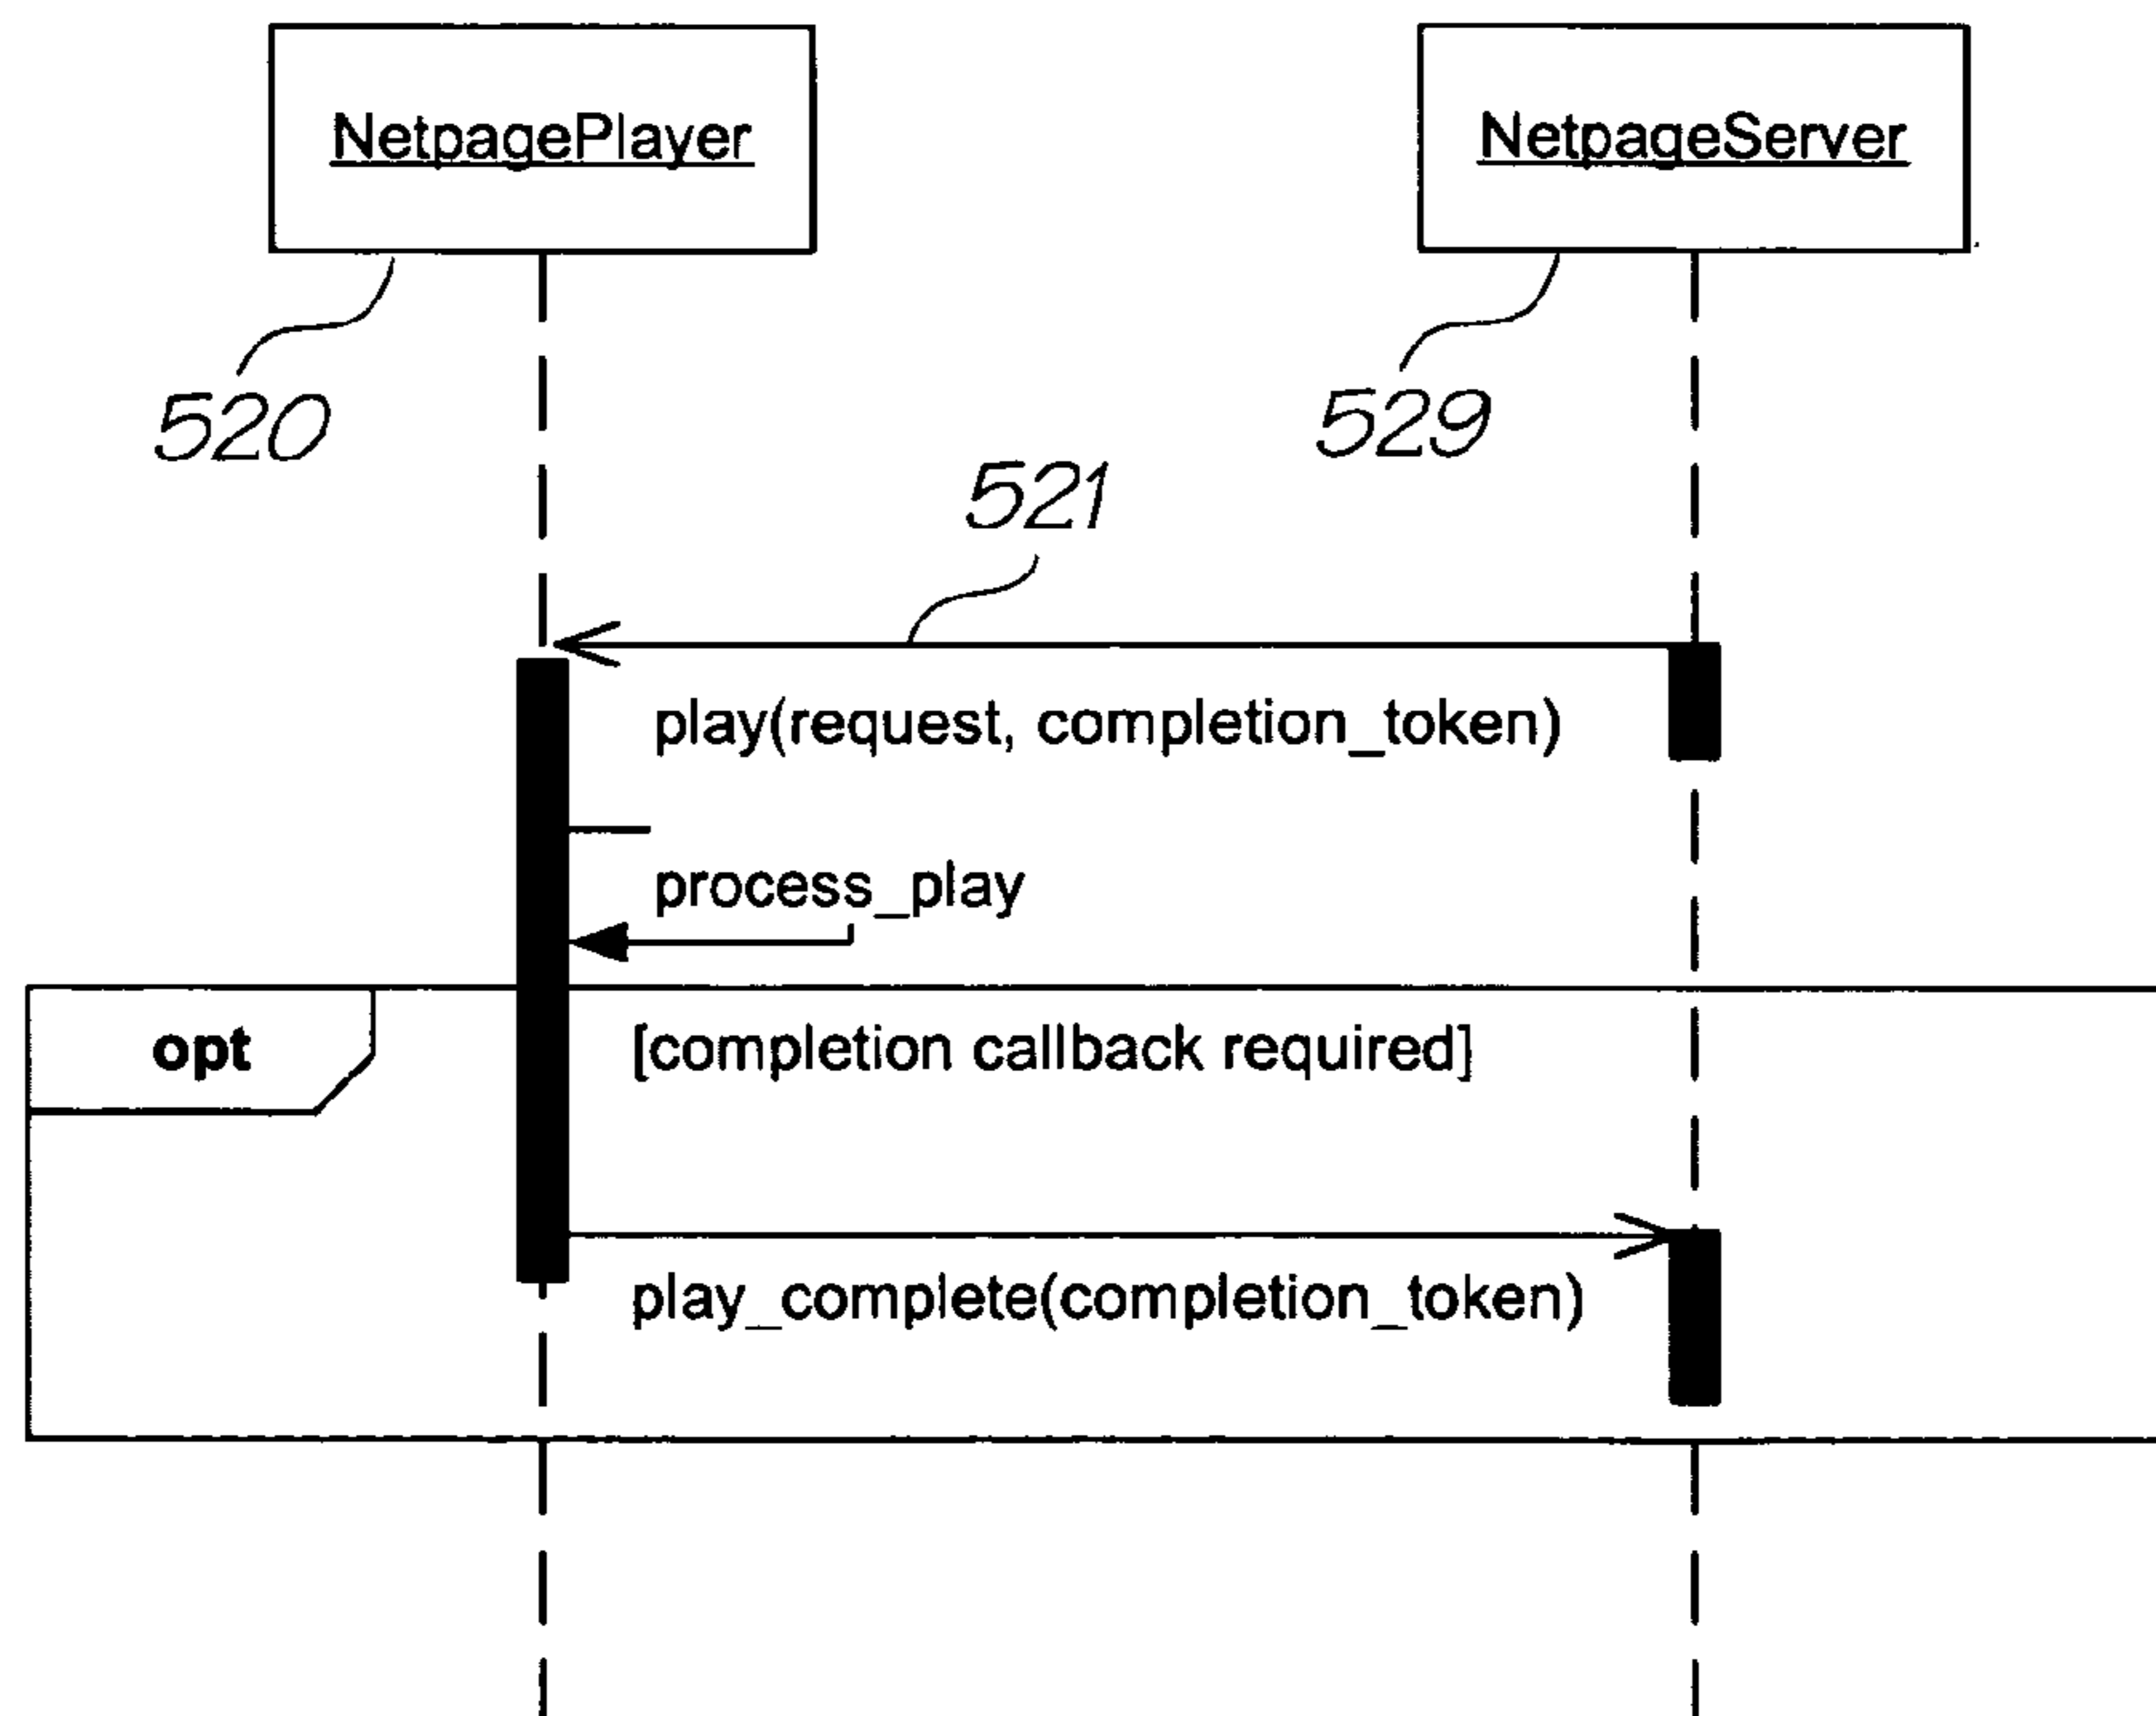 NetpagePlayer
NetpageServer
520
529
521
play(request, completion_token)
process_play
opt
[completion callback required]
play_complete(completion_token)